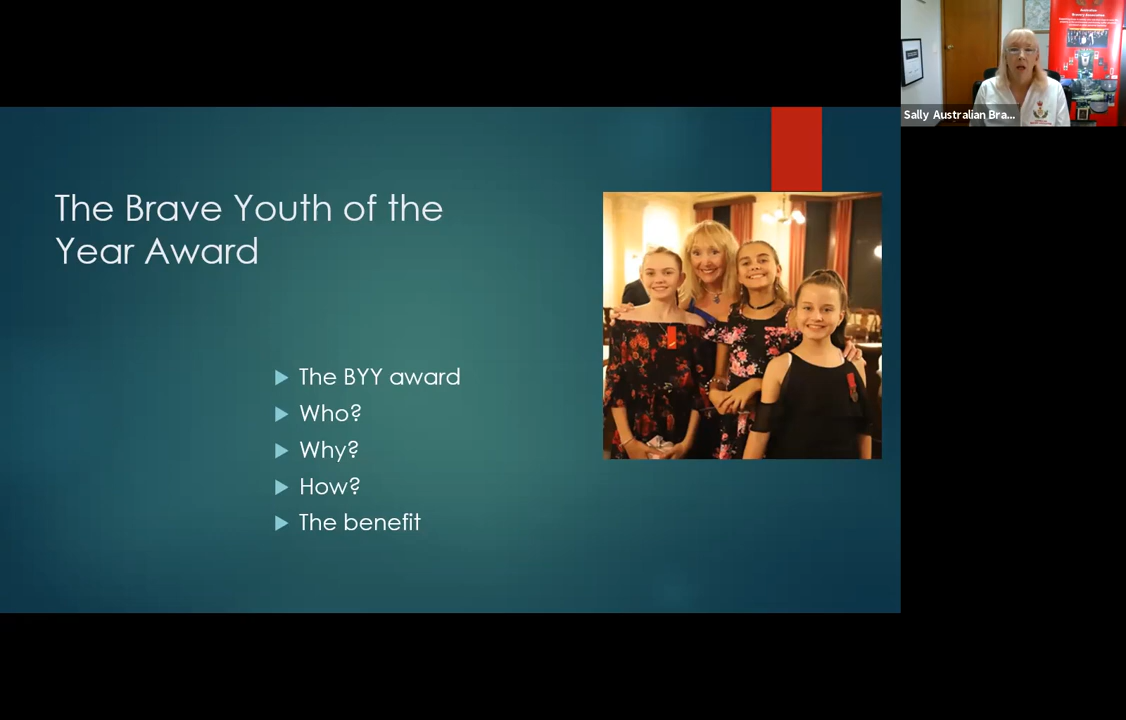 Sally Australian Bra...
The Brave Youth of the
Year Award
The BYY award
Who?
Why?
How?
The benefit